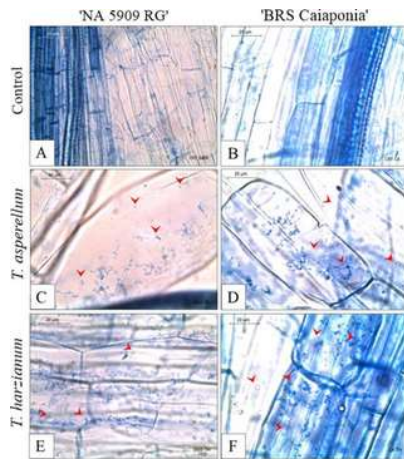 'NA 5909 RG' 'BRS Caiaponia'
Control
A B
T. asperellum
C D
T. harzianum
E F